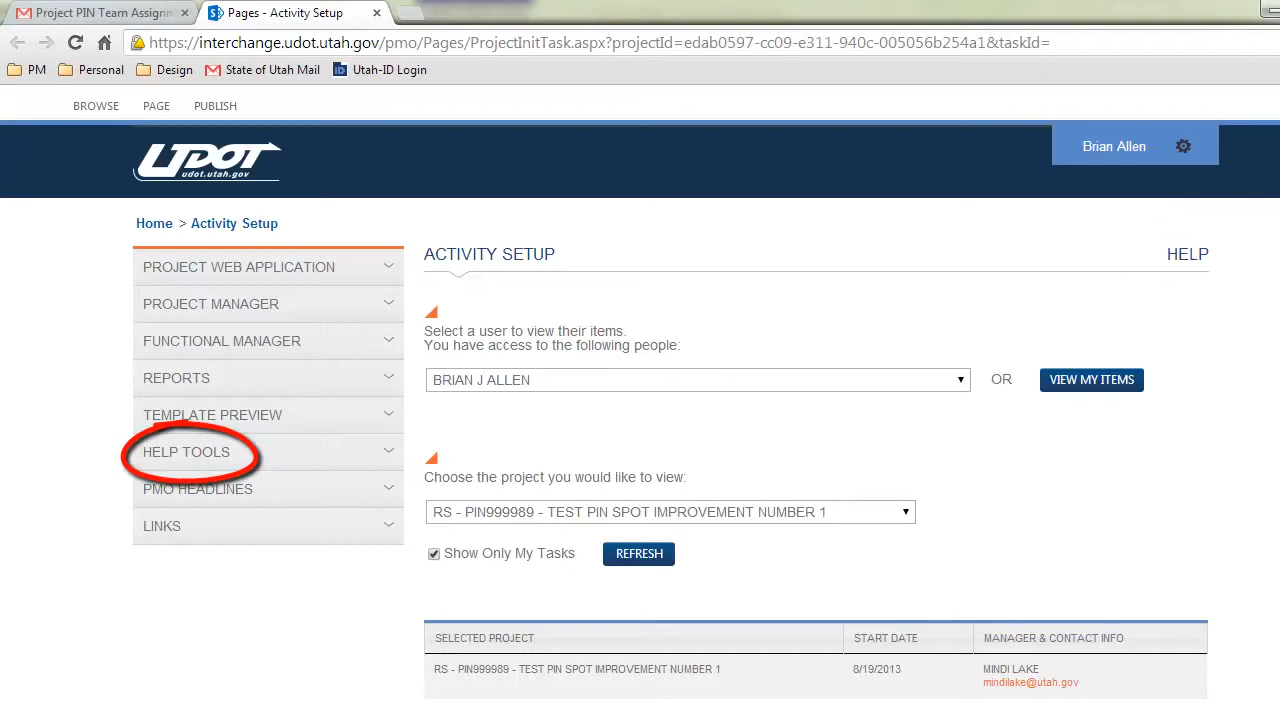 Project PIN Team Assignm
Pages - Activity Setup
https://interchange.udot.utah.gov/pmo/Pages/ProjectInitTask.aspx?projectId=edab0597-cc09-e311-940c-005056b254a1&taskId=
PM Personal Design State of Utah Mail Utah-ID Login
BROWSE PAGE PUBLISH
UDOT
udot.utah.gov
Brian Allen
Home > Activity Setup
PROJECT WEB APPLICATION
PROJECT MANAGER
FUNCTIONAL MANAGER
REPORTS
TEMPLATE PREVIEW
HELP TOOLS
PMO HEADLINES
LINKS
ACTIVITY SETUP HELP
Select a user to view their items.
You have access to the following people:
BRIAN J ALLEN OR VIEW MY ITEMS
Choose the project you would like to view:
RS - PIN999989 - TEST PIN SPOT IMPROVEMENT NUMBER 1
Show Only My Tasks REFRESH
SELECTED PROJECT START DATE MANAGER & CONTACT INFO
RS - PIN999989 - TEST PIN SPOT IMPROVEMENT NUMBER 1 8/19/2013 MINDI LAKE
mindilake@utah.gov